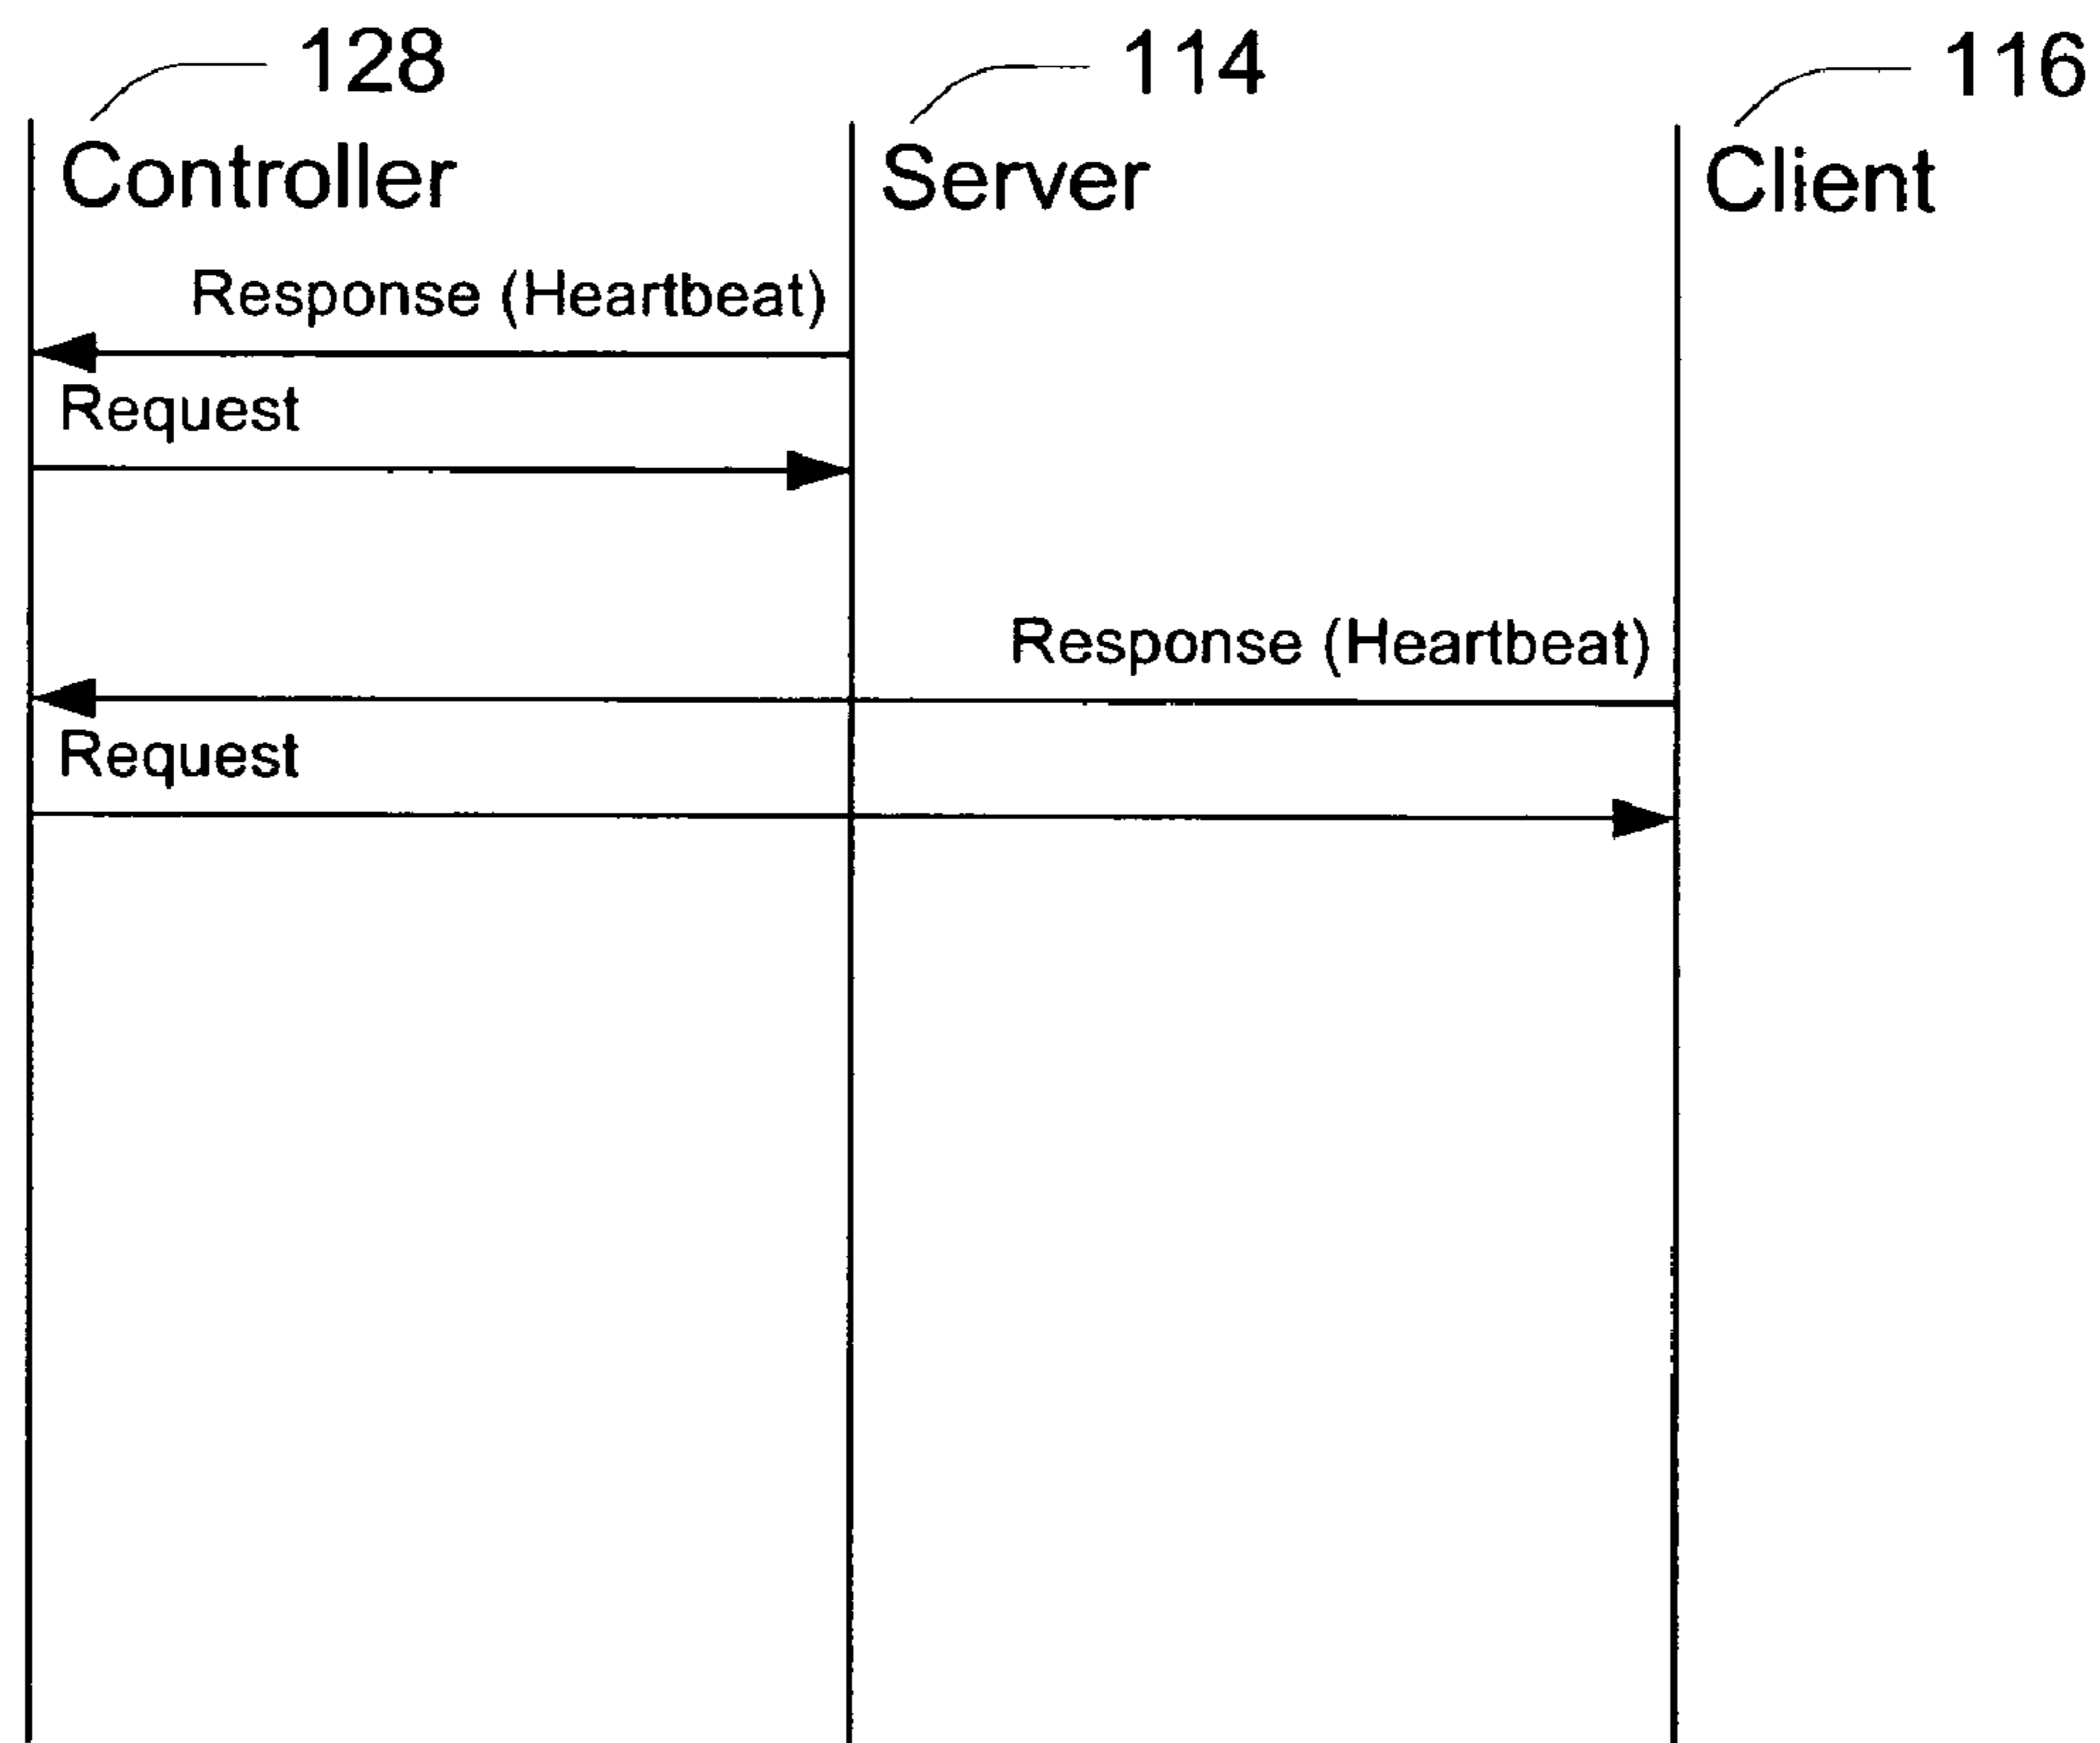 128 114 116
Controller Server Client
Response (Heartbeat)
Request
Response (Heartbeat)
Request